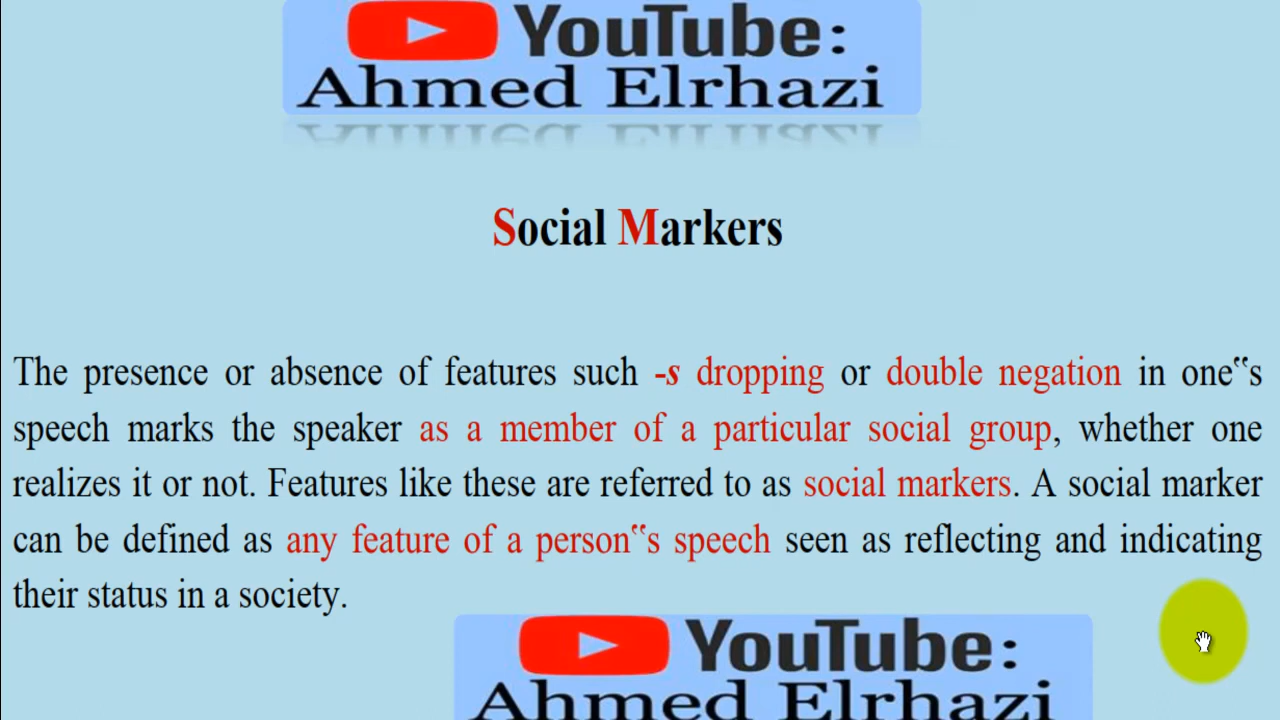 YouTube:
Ahmed Elrhazi
Social Markers
The presence or absence of features such -s dropping or double negation in one‟s
speech marks the speaker as a member of a particular social group, whether one
realizes it or not. Features like these are referred to as social markers. A social marker
can be defined as any feature of a person‟s speech seen as reflecting and indicating
their status in a society.
YouTube:
Ahmed Elrhazi